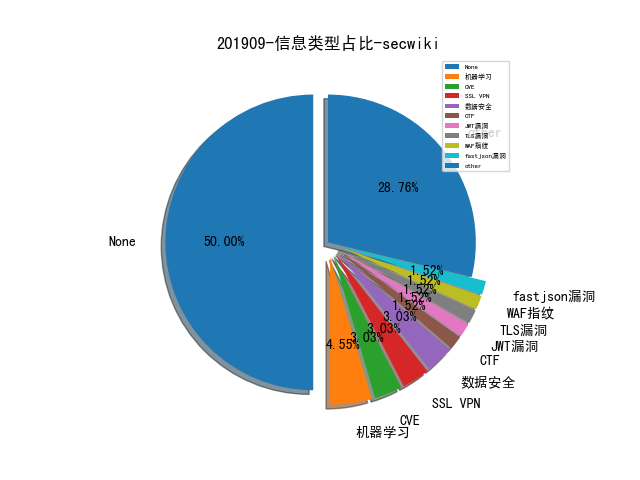 201909-信息类型占比-secwiki
None
机器学习
CVE
SSL VPN
数据安全
CTF
JWT漏洞
TLS漏洞
WAF指纹
fastjson漏洞
other
other
28.76%
50.00%
None
1.52%
1.52%
1.52%
1.52%
1.52%
3.03%
3.03%
3.03%
4.55%
fastjson漏洞
WAF指纹
TLS漏洞
JWT漏洞
CTF
数据安全
SSL VPN
CVE
机器学习